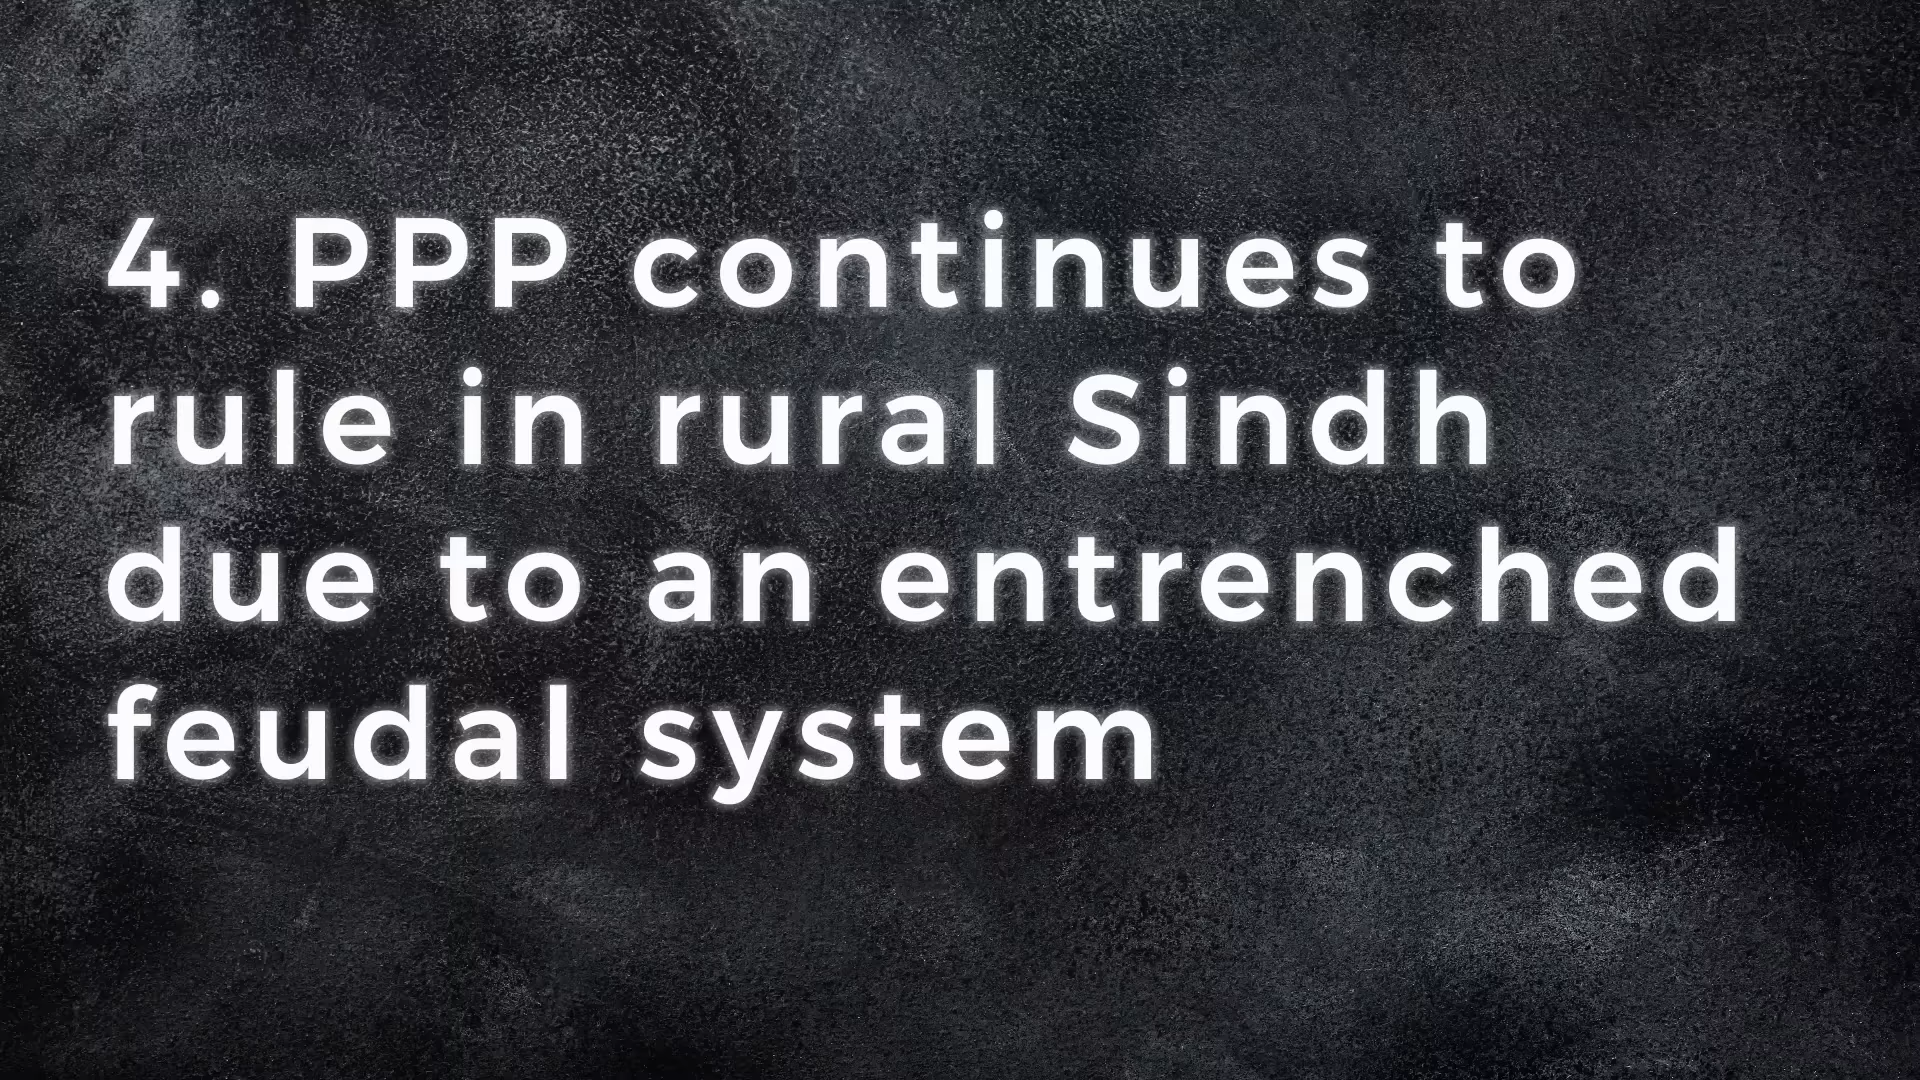 4. PPP continues to
rule in rural Sindh
due to an entrenched
feudal system